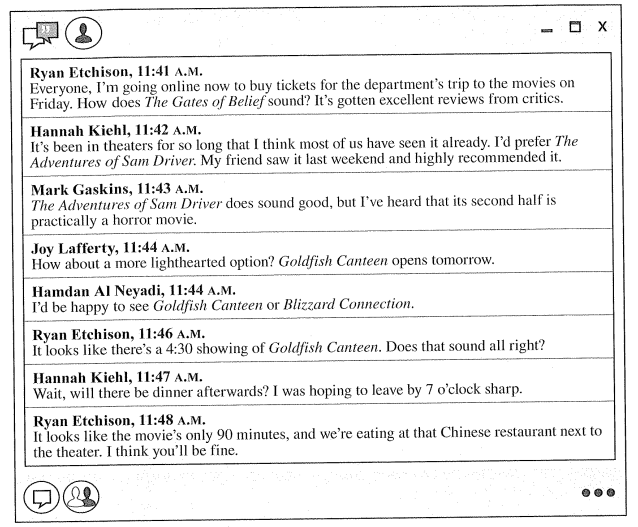 X
Ryan Etchison, 11:41 A.M.
Everyone, I'm going online now to buy tickets for the department's trip to the movies on
Friday. How does The Gates of Belief sound? It's gotten excellent reviews from critics.
Hannah Kiehl, 11:42 A.M.
It's been in theaters for so long that I think most of us have seen it already. I'd prefer The
Adventures of Sam Driver. My friend saw it last weekend and highly recommended it.
Mark Gaskins, 11:43 A.M.
The Adventures of Sam Driver does sound good, but I've heard that its second half is
practically a horror movie.
Joy Lafferty, 11:44 A.M.
How about a more lighthearted option? Goldfish Canteen opens tomorrow.
Hamdan Al Neyadi, 11:44 A.M.
I'd be happy to see Goldfish Canteen or Blizzard Connection.
Ryan Etchison, 11:46 A.M.
It looks like there's a 4:30 showing of Goldfish Canteen. Does that sound all right?
Hannah Kiehl, 11:47 A.M.
Wait, will there be dinner afterwards? I was hoping to leave by 7 o'clock sharp.
Ryan Etchison, 11:48 A.M.
It looks like the movie's only 90 minutes, and we're eating at that Chinese restaurant next to
the theater. I think you'll be fine.